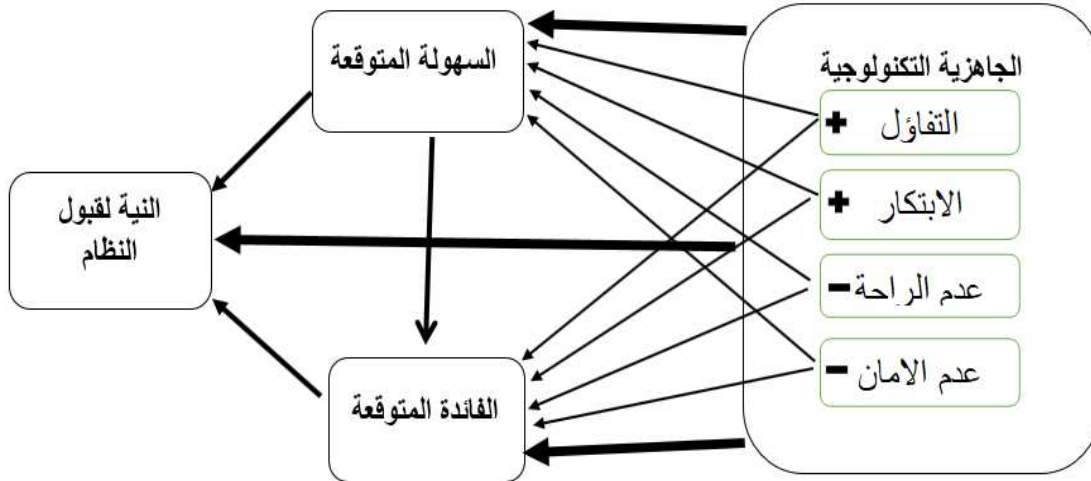 الجاهزية التكنولوجية
+ التفاؤل
+ الابتكار
- عدم الراحة
- عدم الامان
السهولة المتوقعة
الفائدة المتوقعة
النية لقبول
النظام